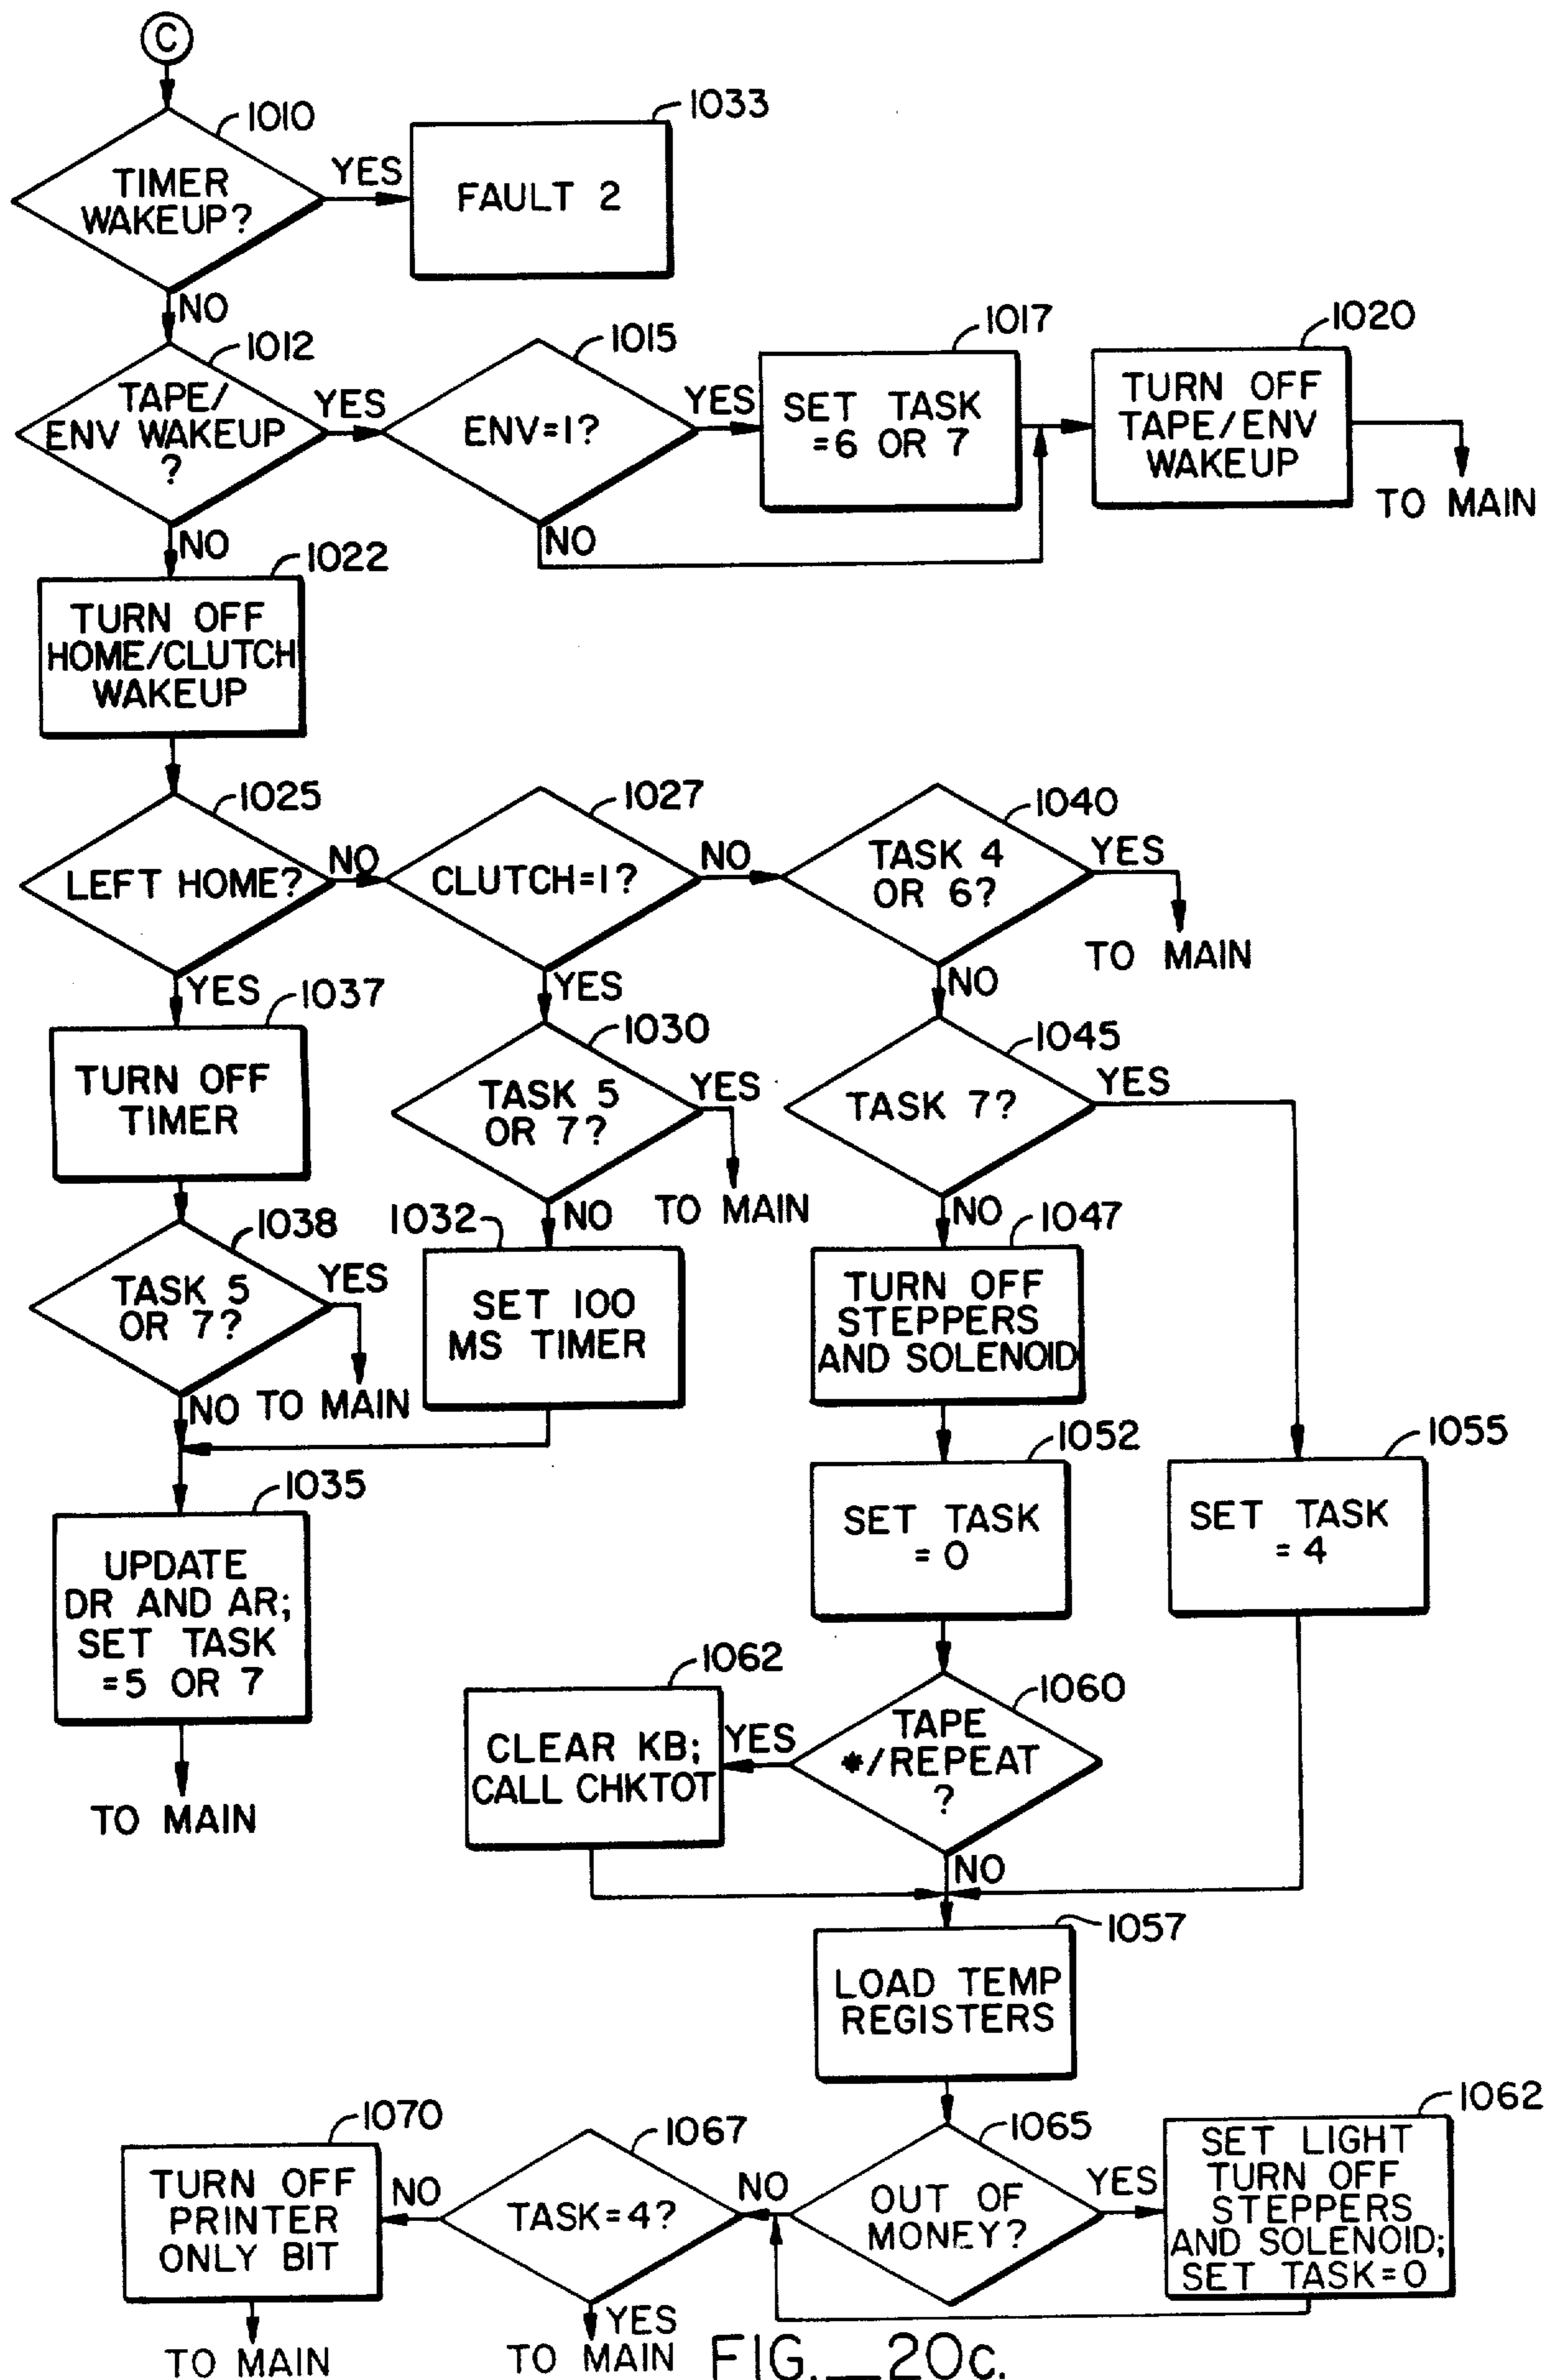 C
1010
TIMER
WAKEUP?
YES
1033
FAULT 2
NO
1012
TAPE/
ENV WAKEUP
?
YES
1015
ENV=1?
YES
1017
SET TASK
=6 OR 7
1020
TURN OFF
TAPE/ENV
WAKEUP
TO MAIN
NO
NO
1022
TURN OFF
HOME/CLUTCH
WAKEUP
1025
LEFT HOME?
NO
1027
CLUTCH=1?
NO
1040
TASK 4
OR 6?
YES
TO MAIN
YES
1037
TURN OFF
TIMER
YES
1030
TASK 5
OR 7?
YES
TO MAIN
NO
1045
TASK 7?
YES
1038
TASK 5
OR 7?
YES
TO MAIN
NO
NO
1032
SET 100
MS TIMER
NO
1047
TURN OFF
STEPPERS
AND SOLENOID
1035
UPDATE
DR AND AR;
SET TASK
=5 OR 7
TO MAIN
1052
SET TASK
=0
1055
SET TASK
=4
1062
CLEAR KB;
CALL CHKTOT
YES
1060
TAPE
*/REPEAT
?
NO
1057
LOAD TEMP
REGISTERS
1070
TURN OFF
PRINTER
ONLY BIT
NO
1067
TASK=4?
NO
1065
OUT OF
MONEY?
YES
1062
SET LIGHT
TURN OFF
STEPPERS
AND SOLENOID;
SET TASK=0
TO MAIN
YES
TO MAIN
FIG._20c.